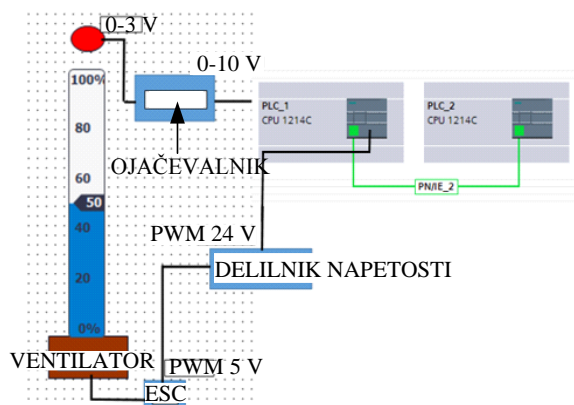 0-3 V
0-10 V
100%
80
60
50
40
20
0%
OJAČEVALNIK
PLC_1
CPU 1214C
PLC_2
CPU 1214C
PN/IE_2
PWM 24 V
DELILNIK NAPETOSTI
VENTILATOR
PWM 5 V
ESC